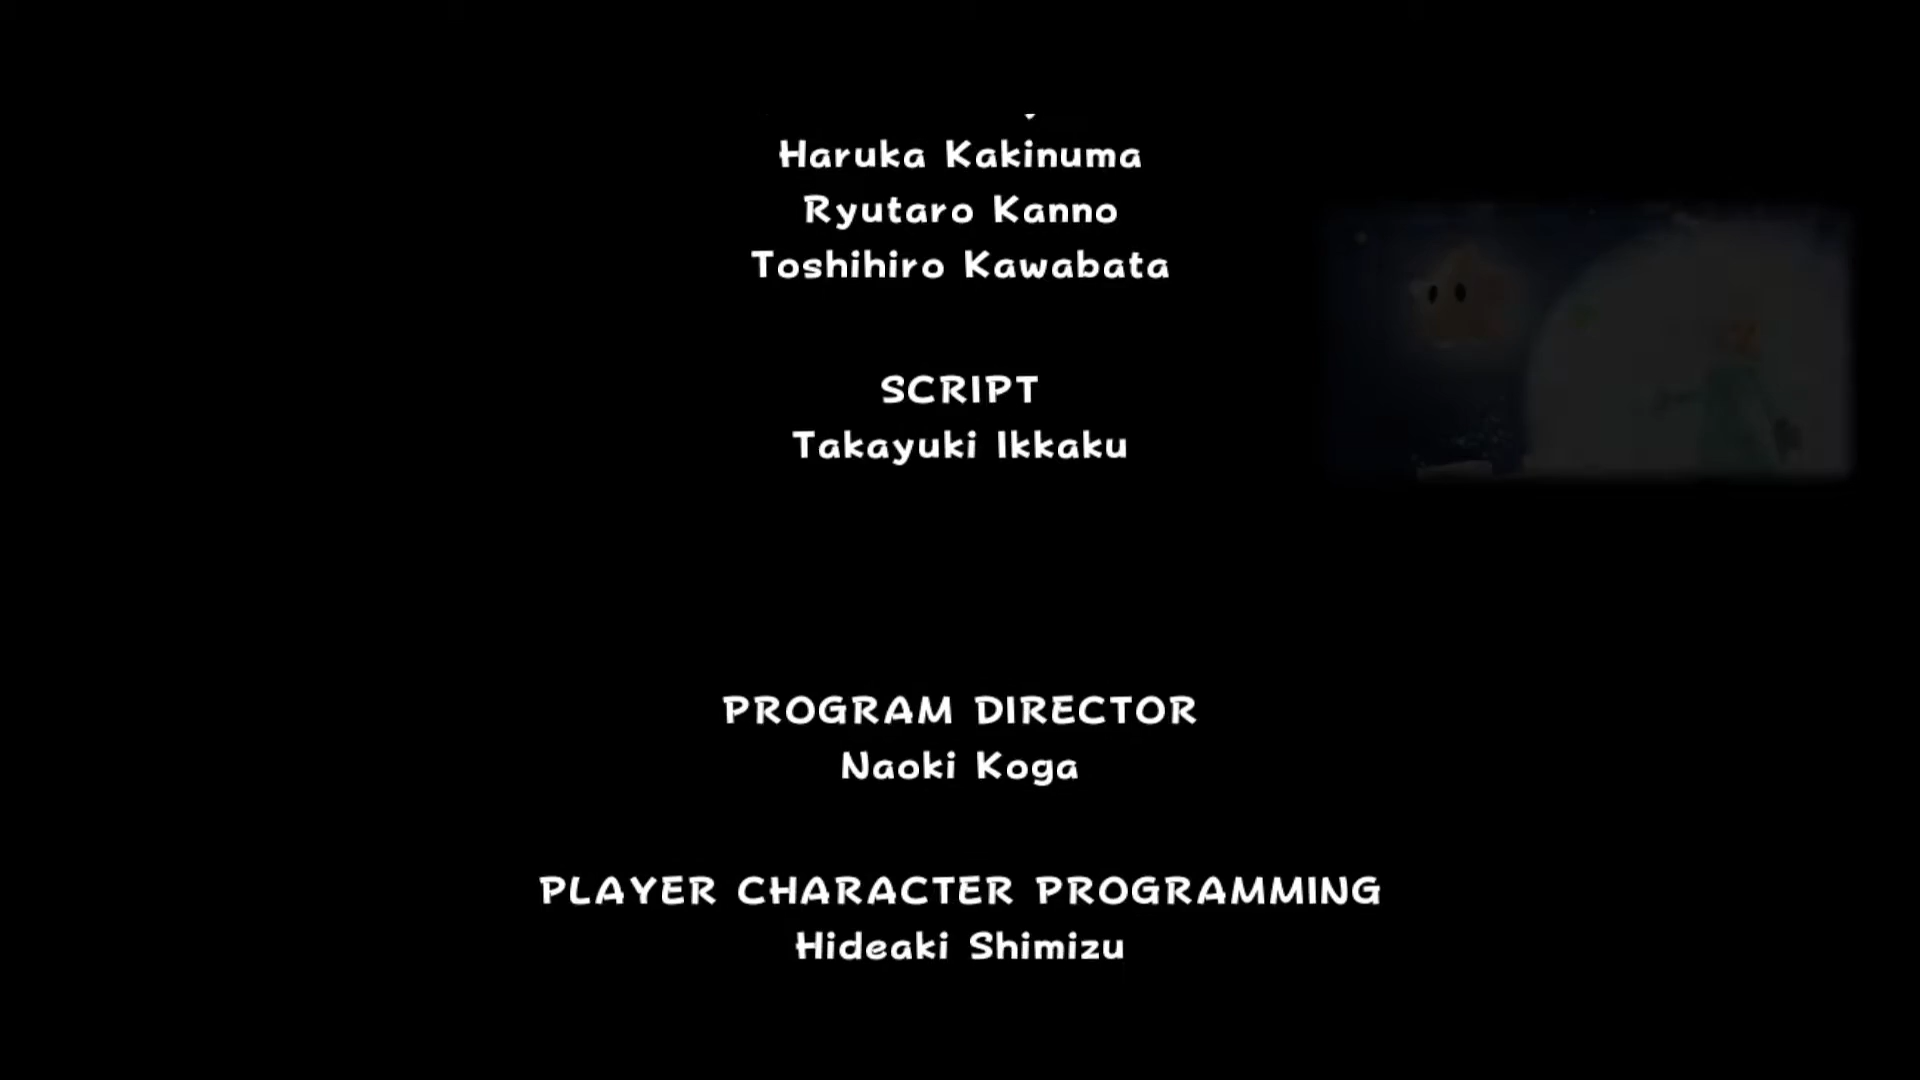 Haruka Kakinuma
Ryutaro Kanno
Toshihiro Kawabata
SCRIPT
Takayuki Ikkaku
PROGRAM DIRECTOR
Naoki Koga
PLAYER CHARACTER PROGRAMMING
Hideaki Shimizu